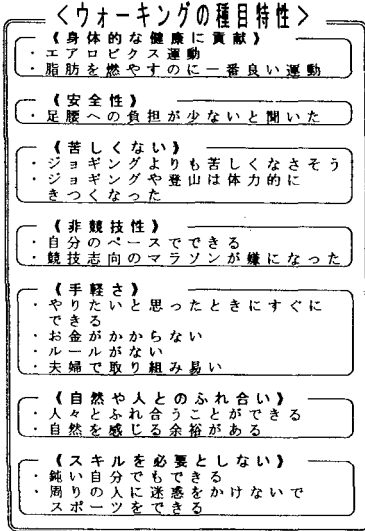 ＜ウォーキングの種目特性＞
《身体的な健康に貢献》
・エアロビクス運動
・脂肪を燃やすのに一番良い運動
《安全性》
・足腰への負担が少ないと聞いた
《苦しくない》
・ジョギングよりも苦しくなさそう
・ジョギングや登山は体力的に
きつくなった
《非競技性》
・自分のペースでできる
・競技志向のマラソンが嫌になった
《手軽さ》
・やりたいと思ったときにすぐに
できる
・お金がかからない
・ルールがない
・夫婦で取り組み易い
《自然や人とのふれ合い》
・人々とふれ合うことができる
・自然を感じる余裕がある
《スキルを必要としない》
・鈍い自分でもできる
・周りの人に迷惑をかけないで
スポーツをできる